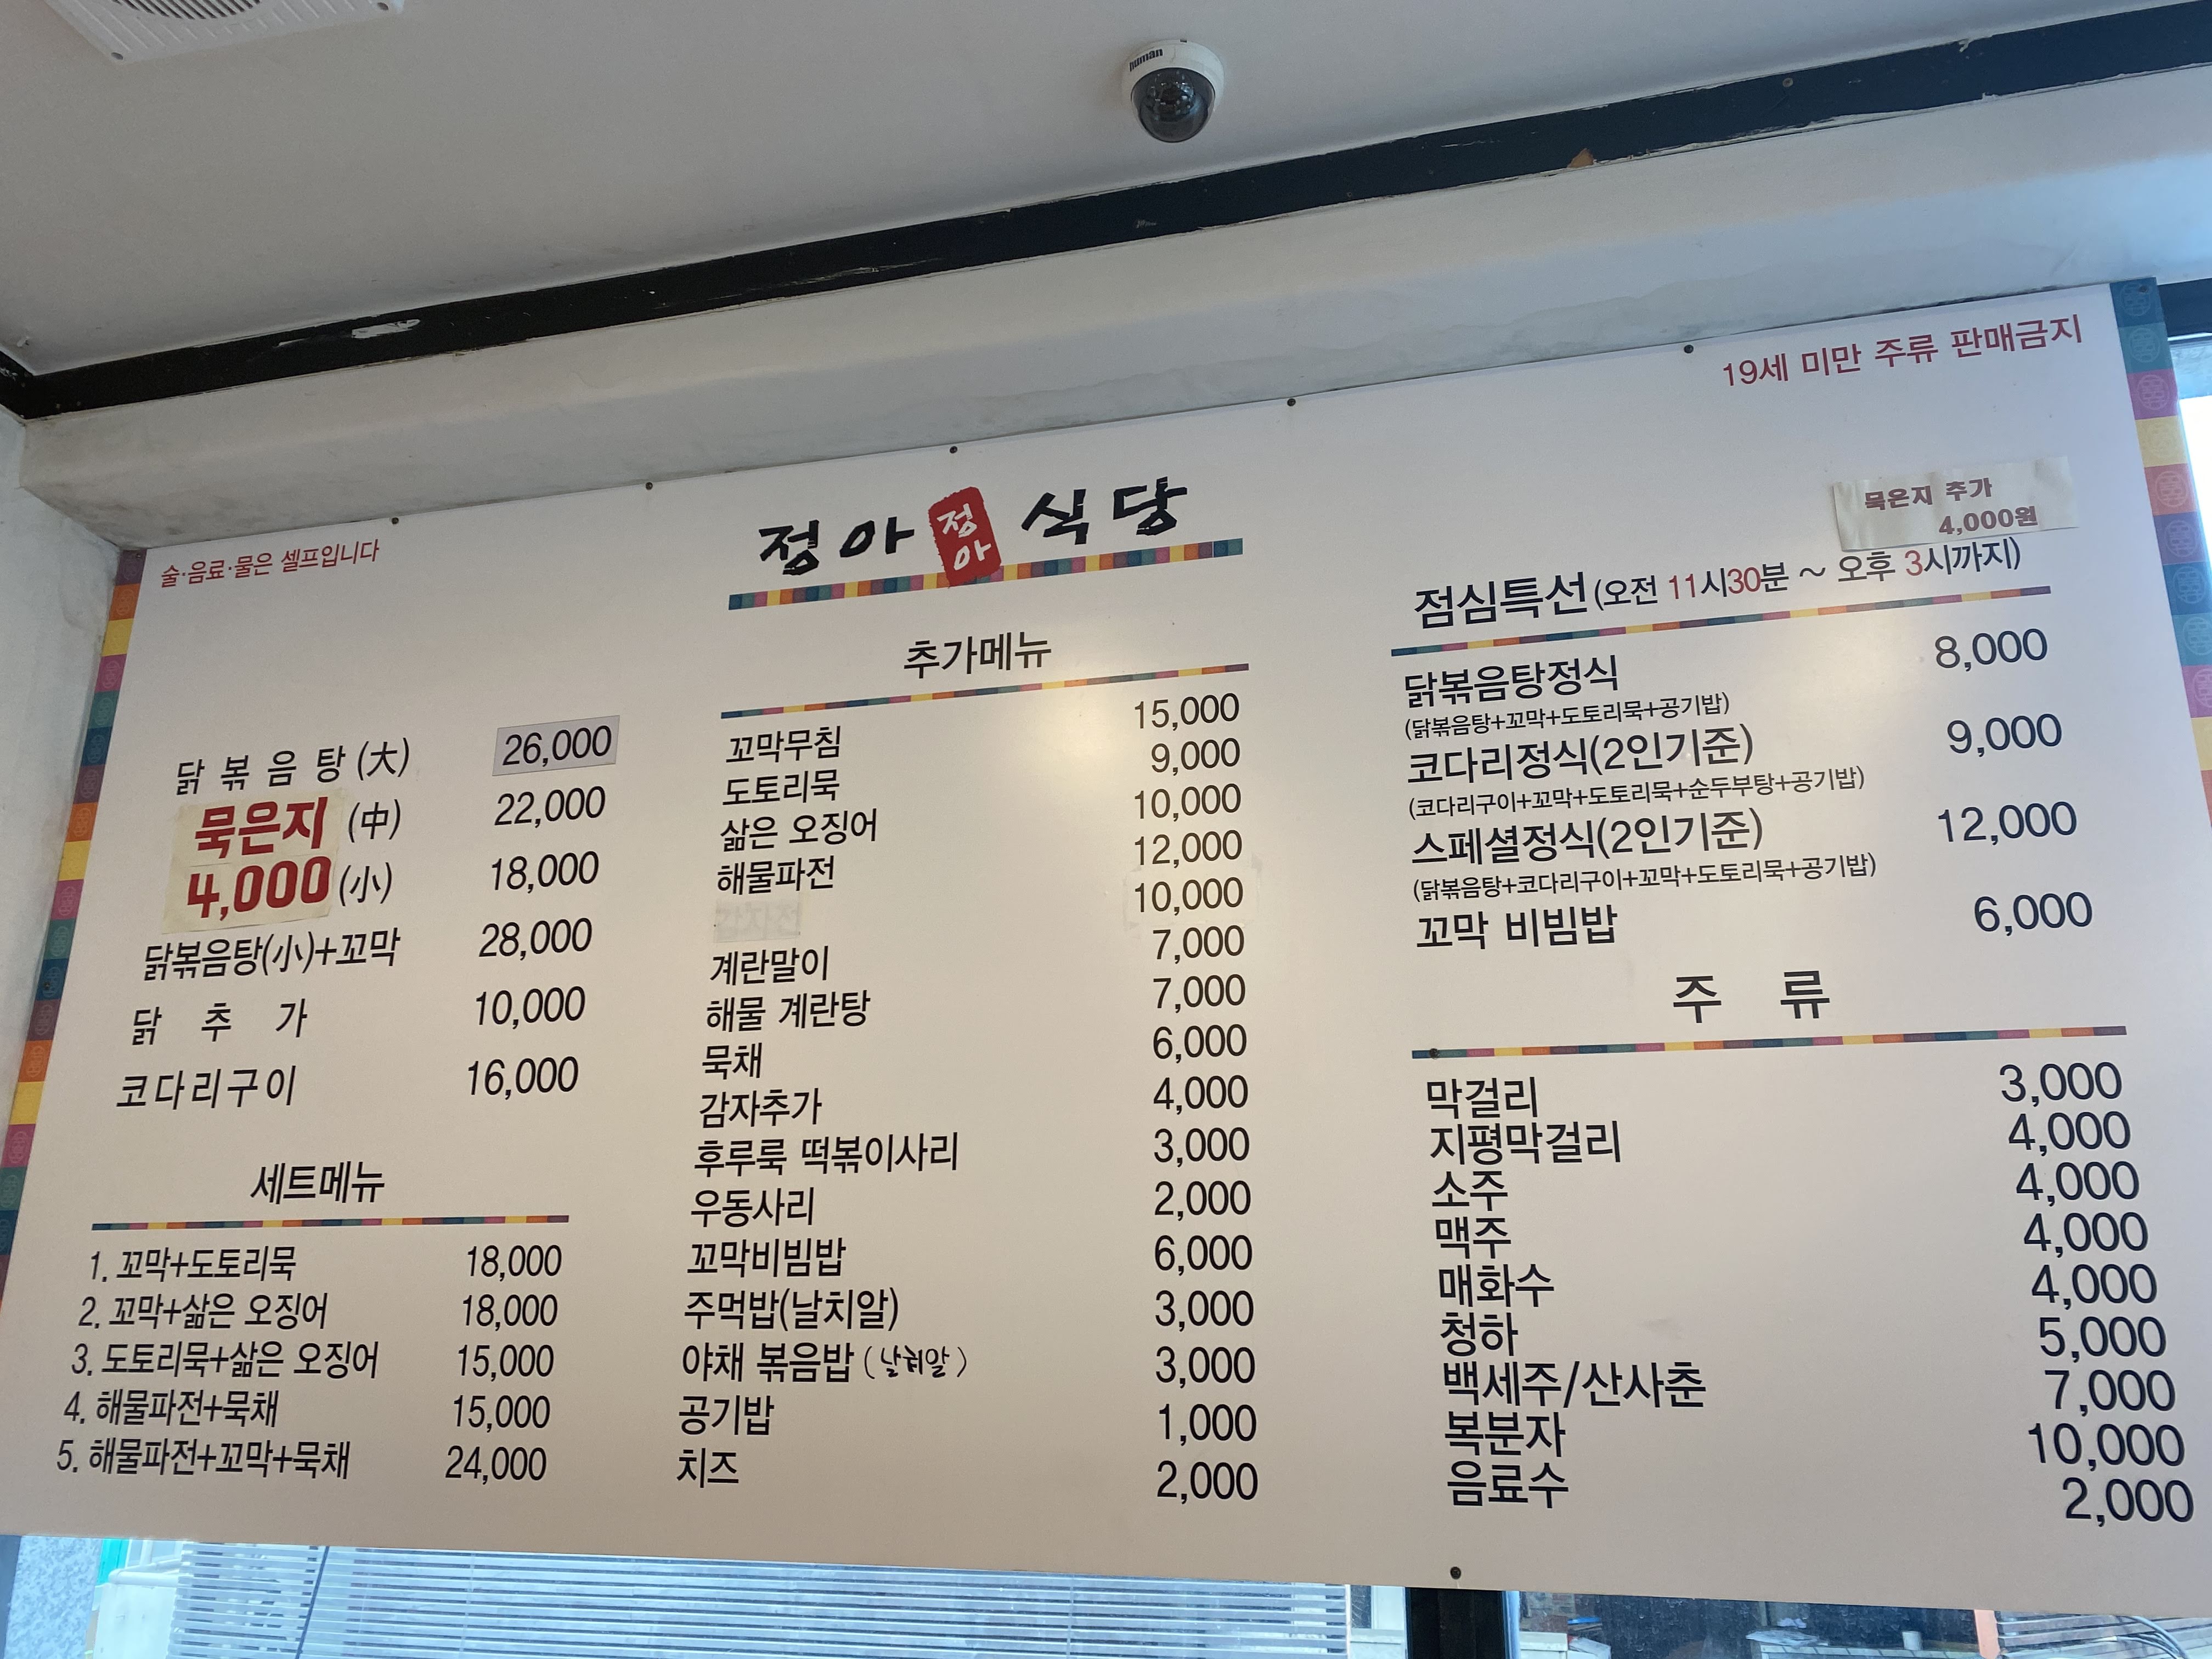 human
19세 미만 주류 판매금지
술·음료·물은 셀프입니다
정아 정아 식당
닭 볶 음 탕 (大) 26,000
묵은지 (中) 22,000
4,000 (小) 18,000
닭볶음탕(小)+꼬막 28,000
닭 추 가 10,000
코다리구이 16,000
세트메뉴
1. 꼬막+도토리묵 18,000
2. 꼬막+삶은 오징어 18,000
3. 도토리묵+삶은 오징어 15,000
4. 해물파전+묵채 15,000
5. 해물파전+꼬막+묵채 24,000
추가메뉴
꼬막무침 15,000
도토리묵 9,000
삶은 오징어 10,000
해물파전 12,000
감자전 10,000
계란말이 7,000
해물 계란탕 7,000
묵채 6,000
감자추가 4,000
후루룩 떡볶이사리 3,000
우동사리 2,000
꼬막비빔밥 6,000
주먹밥(날치알) 3,000
야채 볶음밥 (날치알) 3,000
공기밥 1,000
치즈 2,000
묵은지 추가
4,000원
점심특선(오전 11시30분 ~ 오후 3시까지)
닭볶음탕정식 8,000
(닭볶음탕+꼬막+도토리묵+공기밥)
코다리정식(2인기준) 9,000
(코다리구이+꼬막+도토리묵+순두부탕+공기밥)
스페셜정식(2인기준) 12,000
(닭볶음탕+코다리구이+꼬막+도토리묵+공기밥)
꼬막 비빔밥 6,000
주 류
막걸리 3,000
지평막걸리 4,000
소주 4,000
맥주 4,000
매화수 4,000
청하 5,000
백세주/산사춘 7,000
복분자 10,000
음료수 2,000